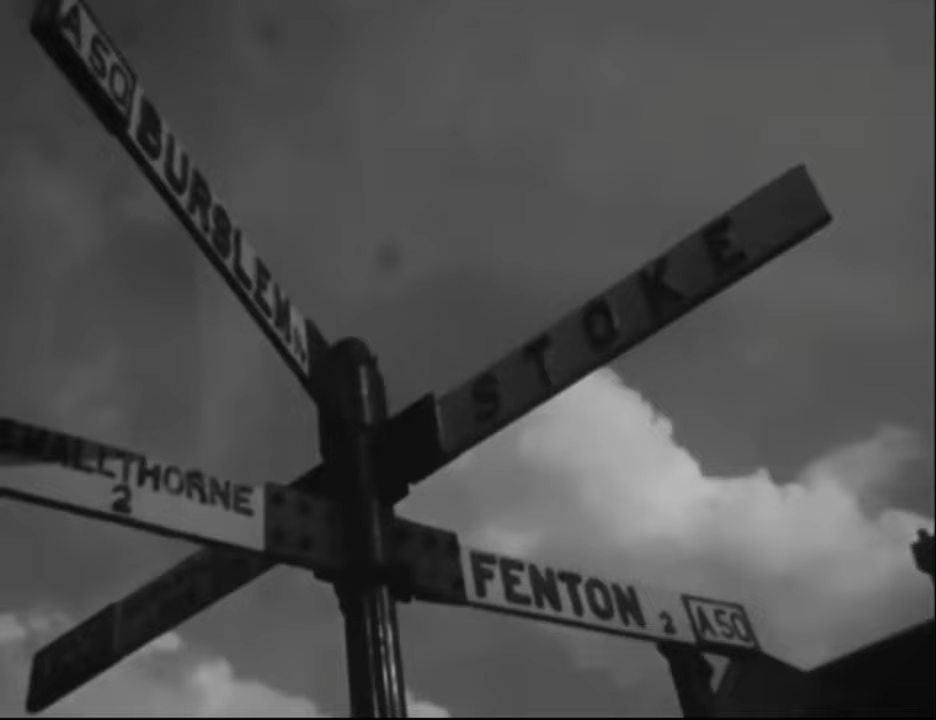 A50 BURSLEM
STOKE
SMALLTHORNE
2
FENTON 2 A50